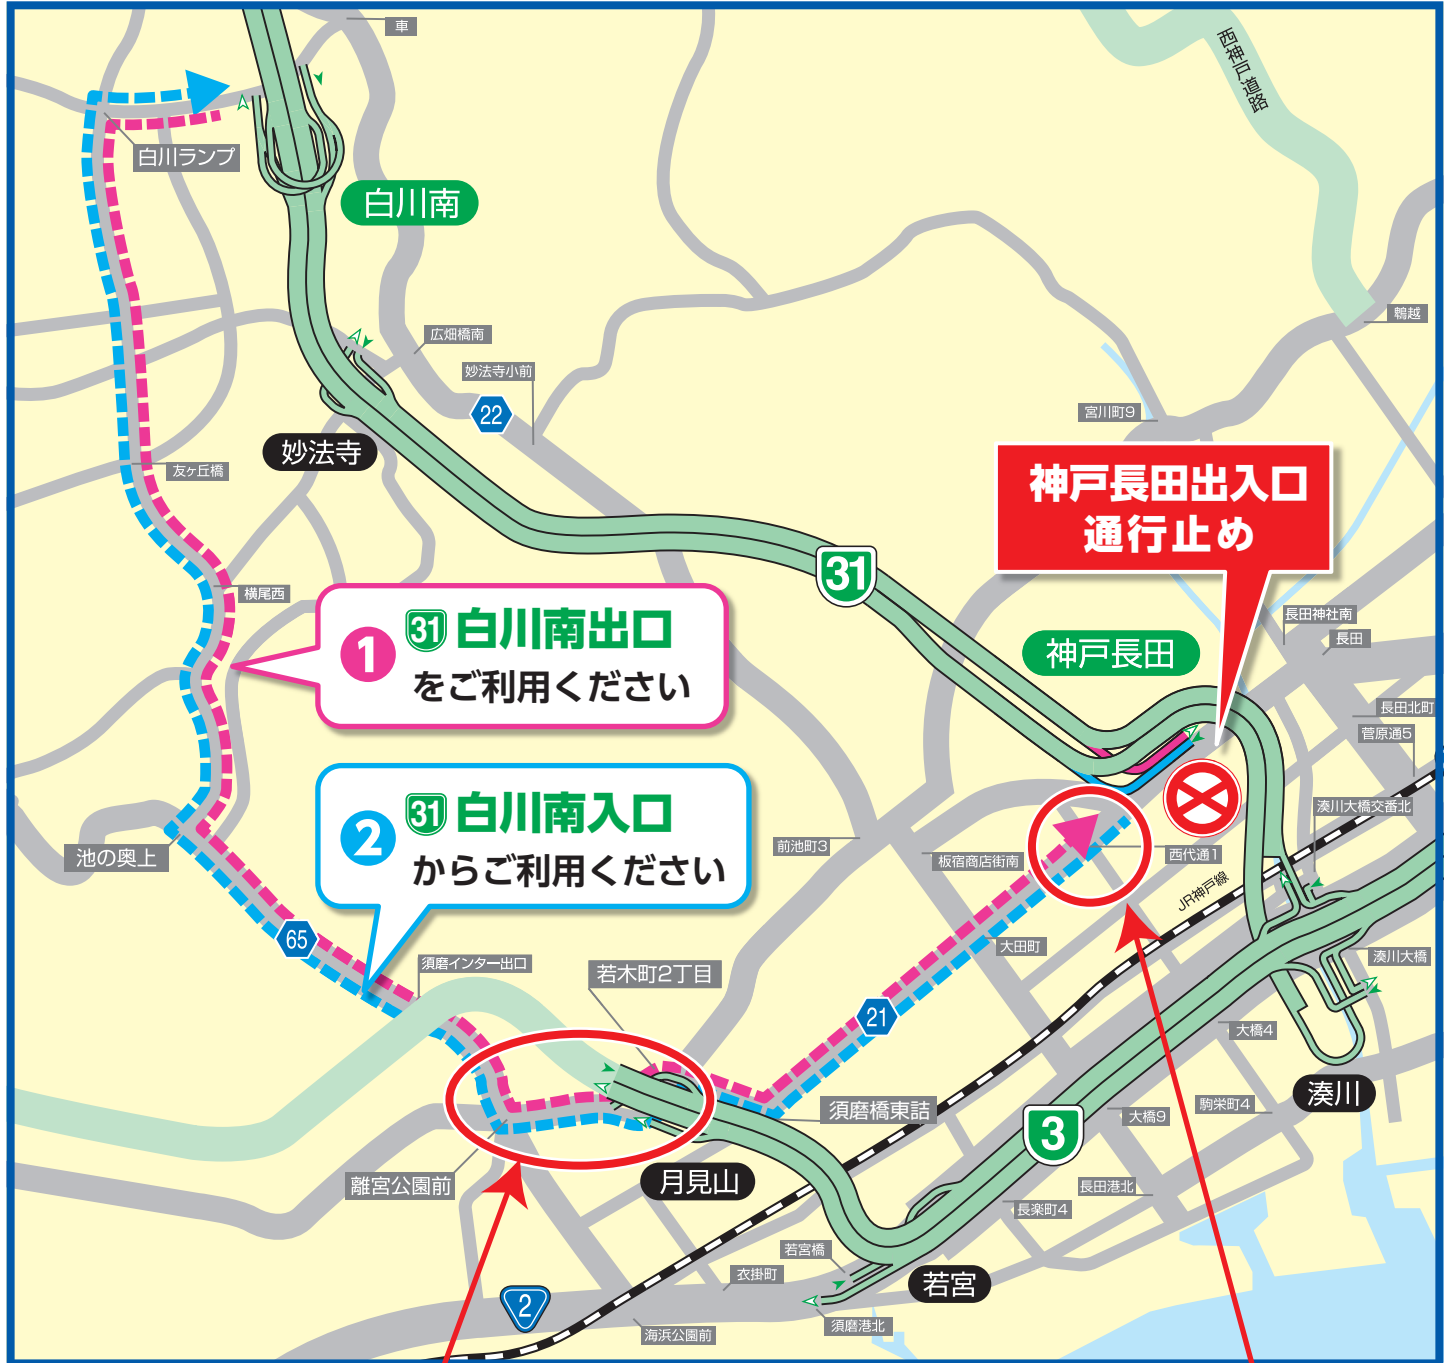 車
西神戸道路
白川ランプ
白川南
鵯越
広畑橋南
妙法寺小前
22
宮川町9
妙法寺
友ヶ丘橋
神戸長田出入口
通行止め
31
横尾西
長田神社南
長田
1 31 白川南出口
をご利用ください
神戸長田
長田北町
菅原通5
2 31 白川南入口
からご利用ください
湊川大橋交番北
池の奥上
前池町3
板宿商店街南
西代通1
JR神戸線
65
大田町
湊川大橋
須磨インター出口
若木町2丁目
21
大橋4
湊川
須磨橋東詰
駒栄町4
大橋9
3
離宮公園前
月見山
長田港北
長楽町4
若宮橋
衣掛町
若宮
2
須磨港北
海浜公園前